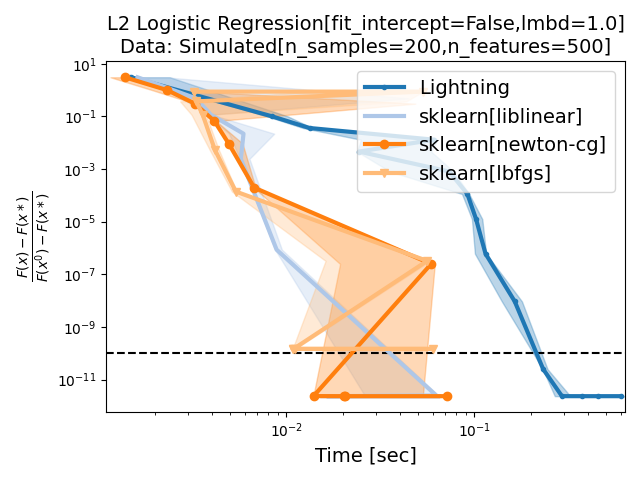 L2 Logistic Regression[fit_intercept=False,lmbd=1.0]
Data: Simulated[n_samples=200,n_features=500]
10^1
10^-1
10^-3
10^-5
10^-7
10^-9
10^-11
F(x) − F(x*)
F(x^0) − F(x*)
Lightning
sklearn[liblinear]
sklearn[newton-cg]
sklearn[lbfgs]
10^-2
10^-1
Time [sec]